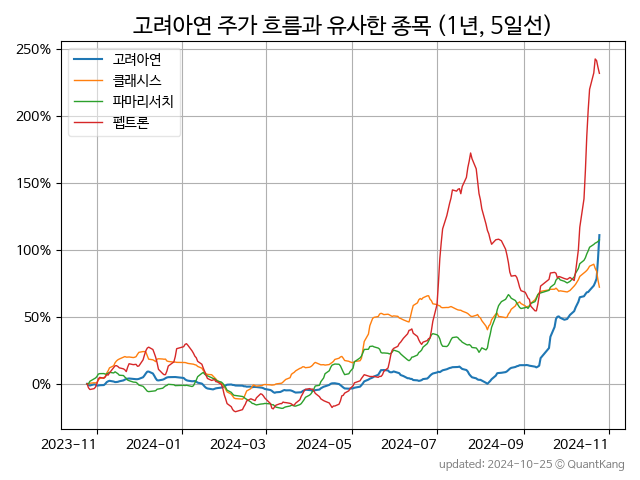 고려아연 주가 흐름과 유사한 종목 (1년, 5일선)
250%
200%
150%
100%
50%
0%
고려아연
클래시스
파마리서치
펩트론
2023-11
2024-01
2024-03
2024-05
2024-07
2024-09
2024-11
updated: 2024-10-25 © QuantKang